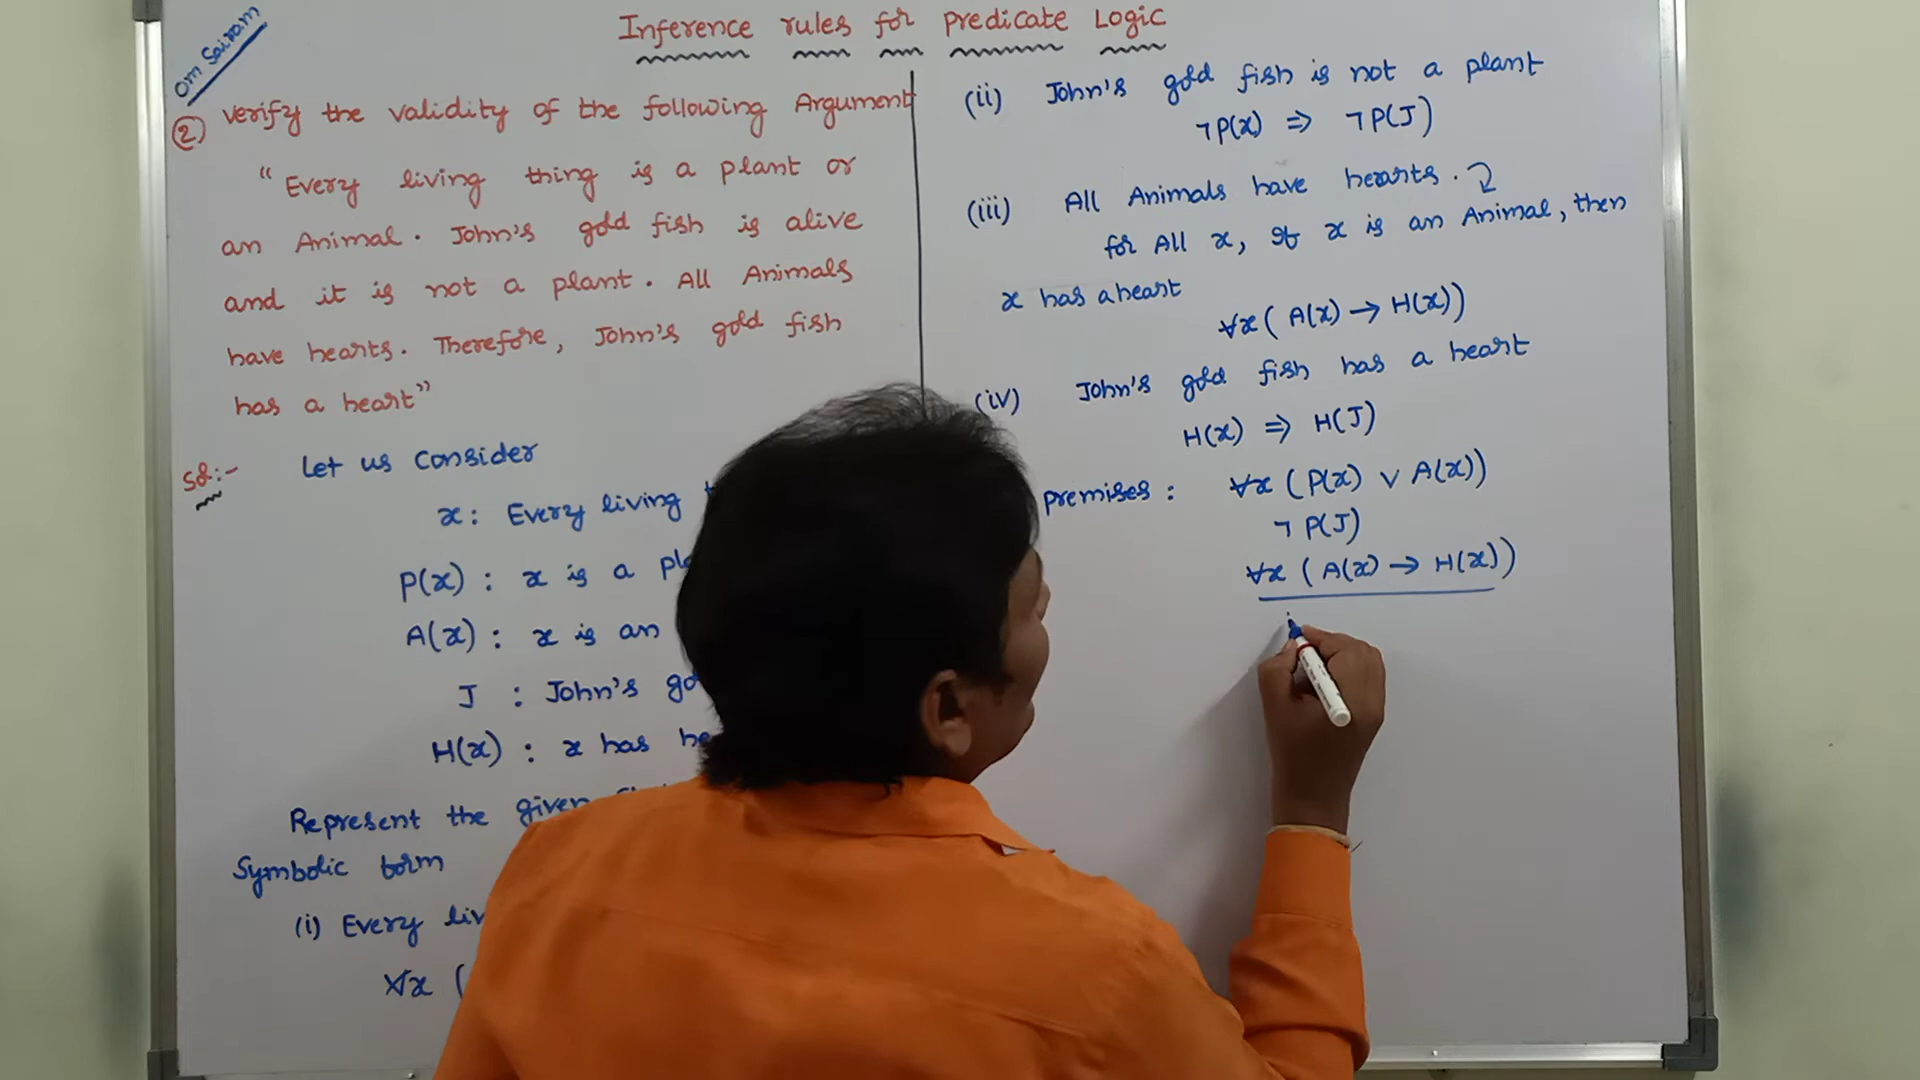 Om Sairam
Inference rules for predicate Logic
② verify the validity of the following Argument
“Every living thing is a plant or
an Animal. John's gold fish is alive
and it is not a plant. All Animals
have hearts. Therefore, John's gold fish
has a heart”
Sol:- Let us consider
x: Every living
P(x) : x is a
A(x) : x is an
J : John's
H(x) : x has
Represent the given
Symbolic form
(i) Every
∀x (
(ii) John's gold fish is not a plant
¬P(x) ⇒ ¬P(J)
(iii) All Animals have hearts.
for All x, If x is an Animal, then
x has a heart
∀x ( A(x) → H(x))
(iv) John's gold fish has a heart
H(x) ⇒ H(J)
premises : ∀x ( P(x) ∨ A(x))
¬ P(J)
∀x ( A(x) → H(x))